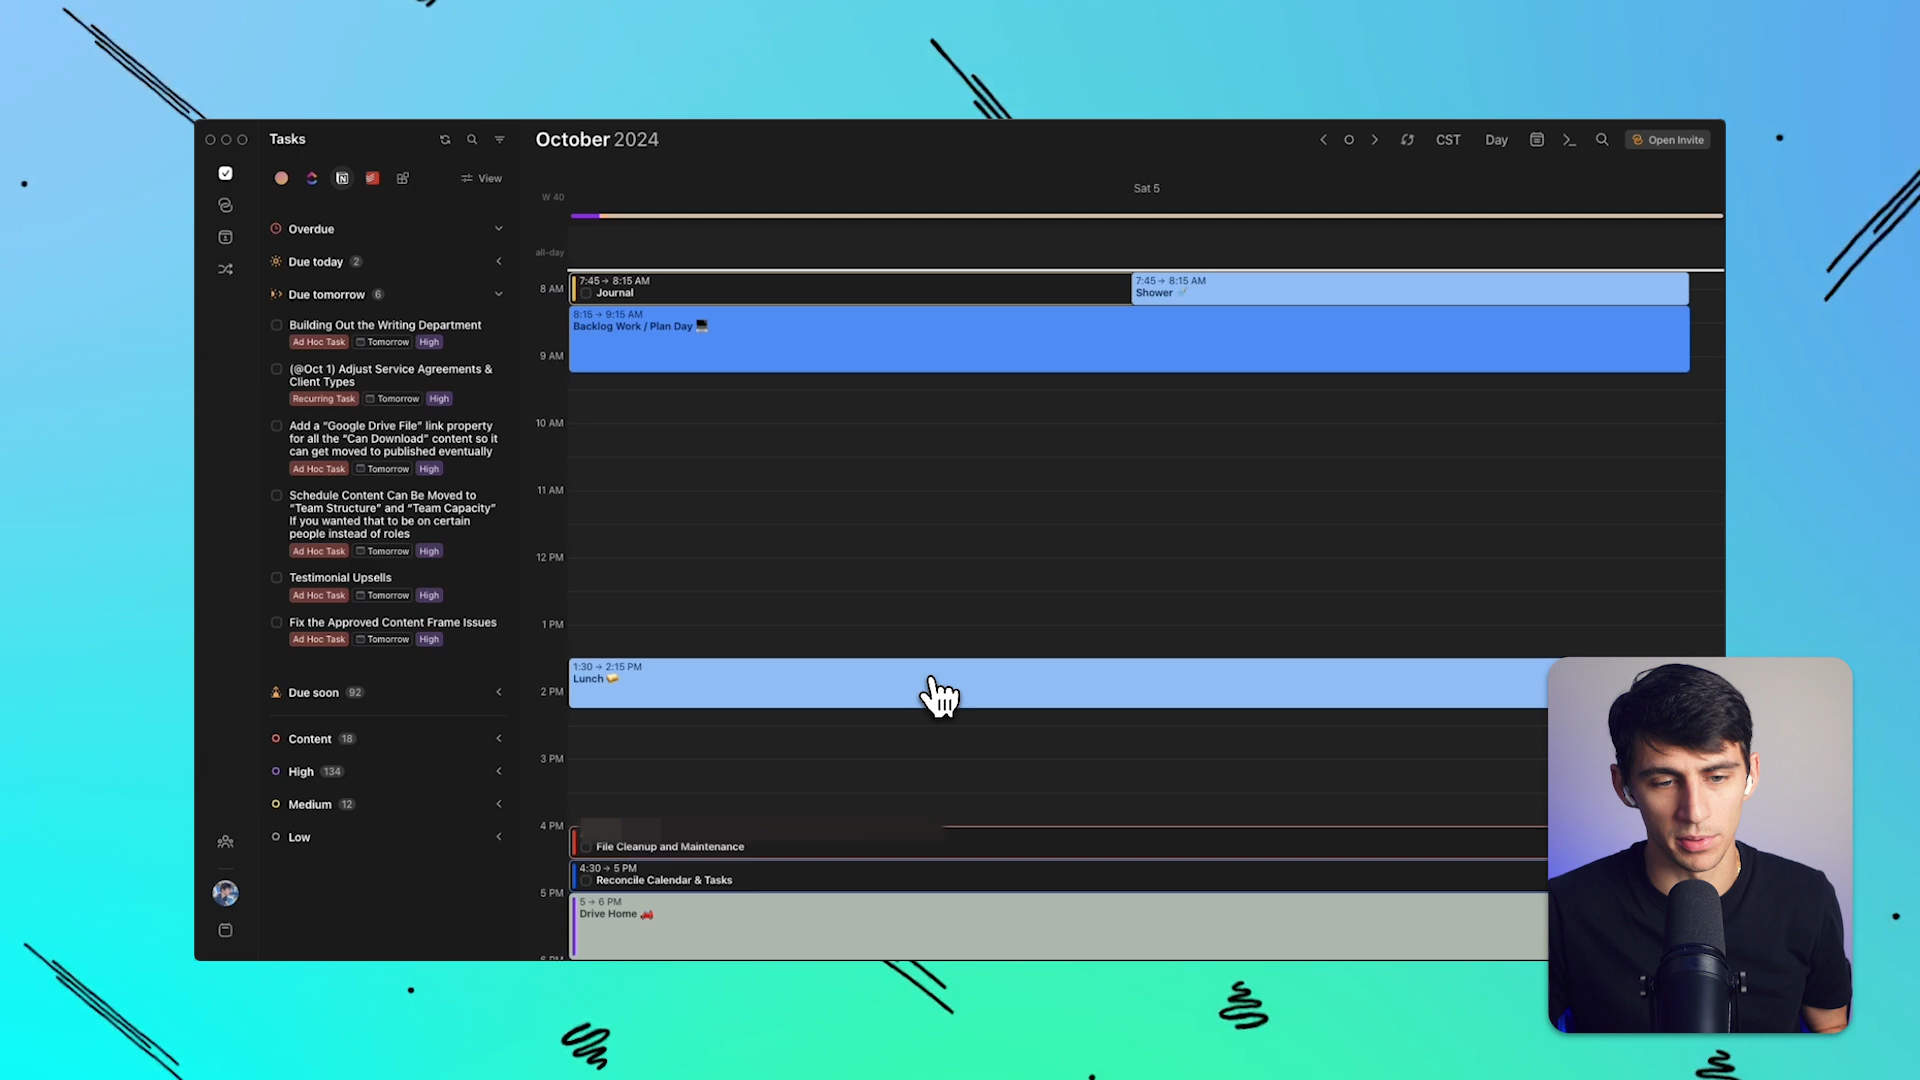 Tasks
View
Overdue
Due today 2
Due tomorrow 6
Building Out the Writing Department
Ad Hoc Task Tomorrow High
(@Oct 1) Adjust Service Agreements &
Client Types
Recurring Task Tomorrow High
Add a “Google Drive File” link property
for all the “Can Download” content so it
can get moved to published eventually
Ad Hoc Task Tomorrow High
Schedule Content Can Be Moved to
“Team Structure” and “Team Capacity”
If you wanted that to be on certain
people instead of roles
Ad Hoc Task Tomorrow High
Testimonial Upsells
Ad Hoc Task Tomorrow High
Fix the Approved Content Frame Issues
Ad Hoc Task Tomorrow High
Due soon 92
Content 18
High 134
Medium 12
Low
October 2024
CST Day Open Invite
W 40
Sat 5
all-day
8 AM
7:45 → 8:15 AM
Journal
7:45 → 8:15 AM
Shower
8:15 → 9:15 AM
Backlog Work / Plan Day
9 AM
10 AM
11 AM
12 PM
1 PM
1:30 → 2:15 PM
Lunch
2 PM
3 PM
4 PM
File Cleanup and Maintenance
4:30 → 5 PM
Reconcile Calendar & Tasks
5 PM
5 → 6 PM
Drive Home
6 PM